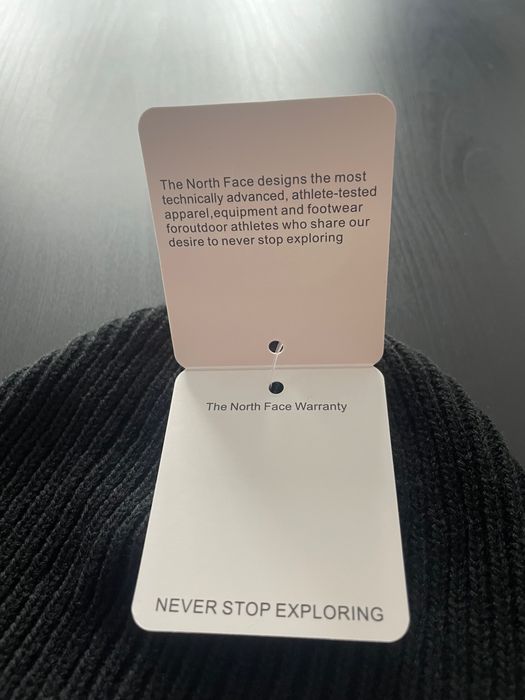 The North Face designs the most
technically advanced, athlete-tested
apparel,equipment and footwear
foroutdoor athletes who share our
desire to never stop exploring
The North Face Warranty
NEVER STOP EXPLORING